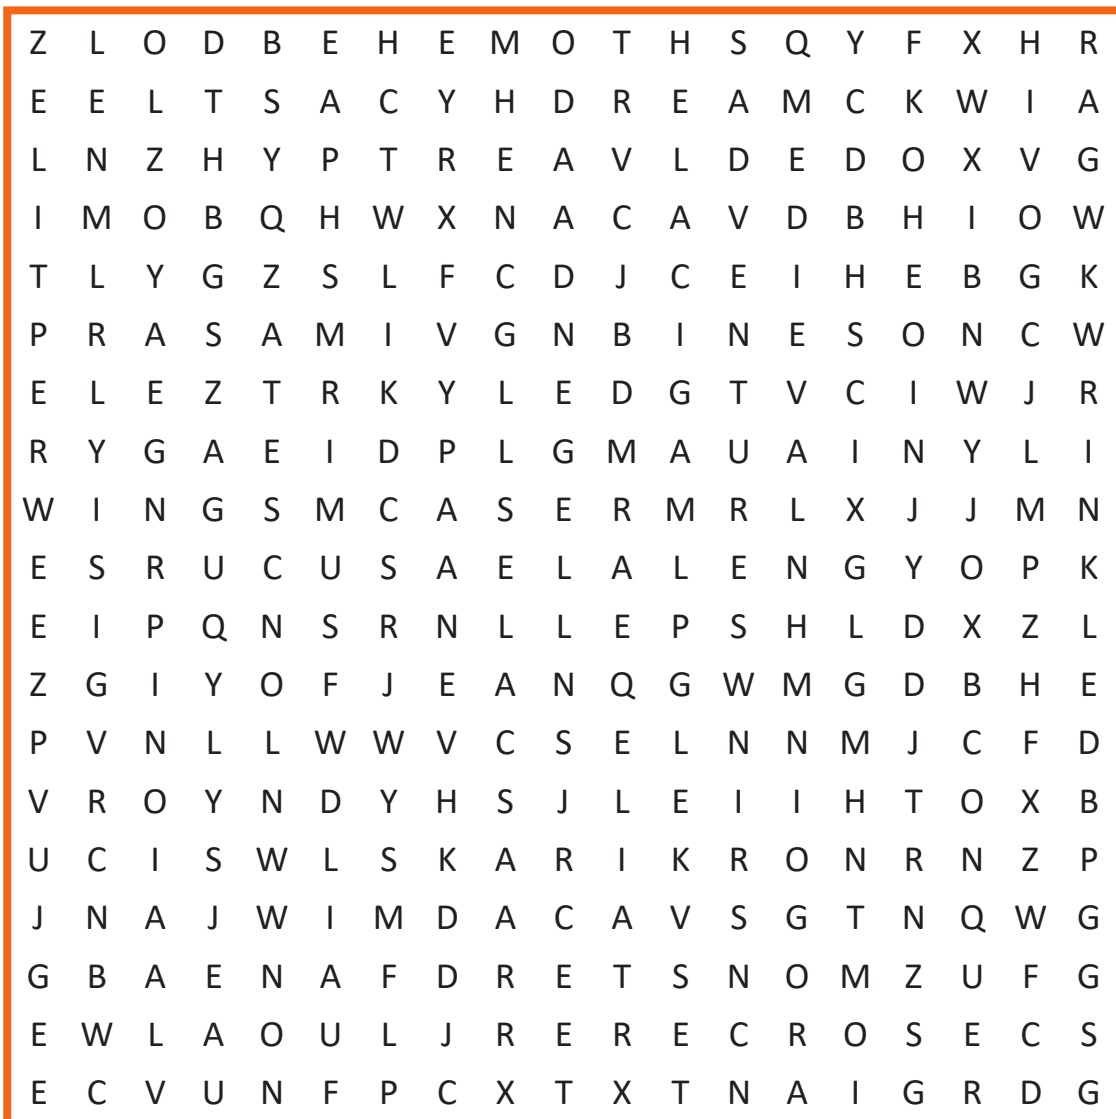 Z L O D B E H E M O T H S Q Y F X H R
E E L T S A C Y H D R E A M C K W I A
L N Z H Y P T R E A V L D E D O X V G
I M O B Q H W X N A C A V D B H I O W
T L Y G Z S L F C D J C E I H E B G K
P R A S A M I V G N B I N E S O N C W
E L E Z T R K Y L E D G T V C I W J R
R Y G A E I D P L G M A U A I N Y L I
W I N G S M C A S E R M R L X J J M N
E S R U C U S A E L A L E N G Y O P K
E I P Q N S R N L L E P S H L D X Z L
Z G I Y O F J E A N Q G W M G D B H E
P V N L L W W V C S E L N N M J C F D
V R O Y N D Y H S J L E I I H T O X B
U C I S W L S K A R I K R O N R N Z P
J N A J W I M D A C A V S G T N Q W G
G B A E N A F D R E T S N O M Z U F G
E W L A O U L J R E R E C R O S E C S
E C V U N F P C X T X T N A I G R D G